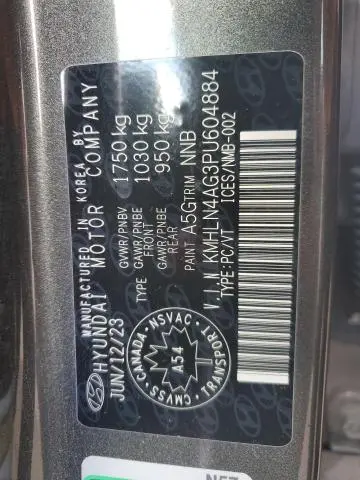 MANUFACTURED IN KOREA BY
HYUNDAI MOTOR COMPANY
JUN/12/23
GVWR/PNBV 1750 kg
TYPE: GAWR/PNBE FRONT 1030 kg
GAWR/PNBE REAR 950 kg
PAINT A5G TRIM NNB
V.I.N KMHLN4AG3PU604884
TYPE:PC/VT ICES/NMB-002
CANADA·NSVAC·TRANSPORT·CMVSS
A54